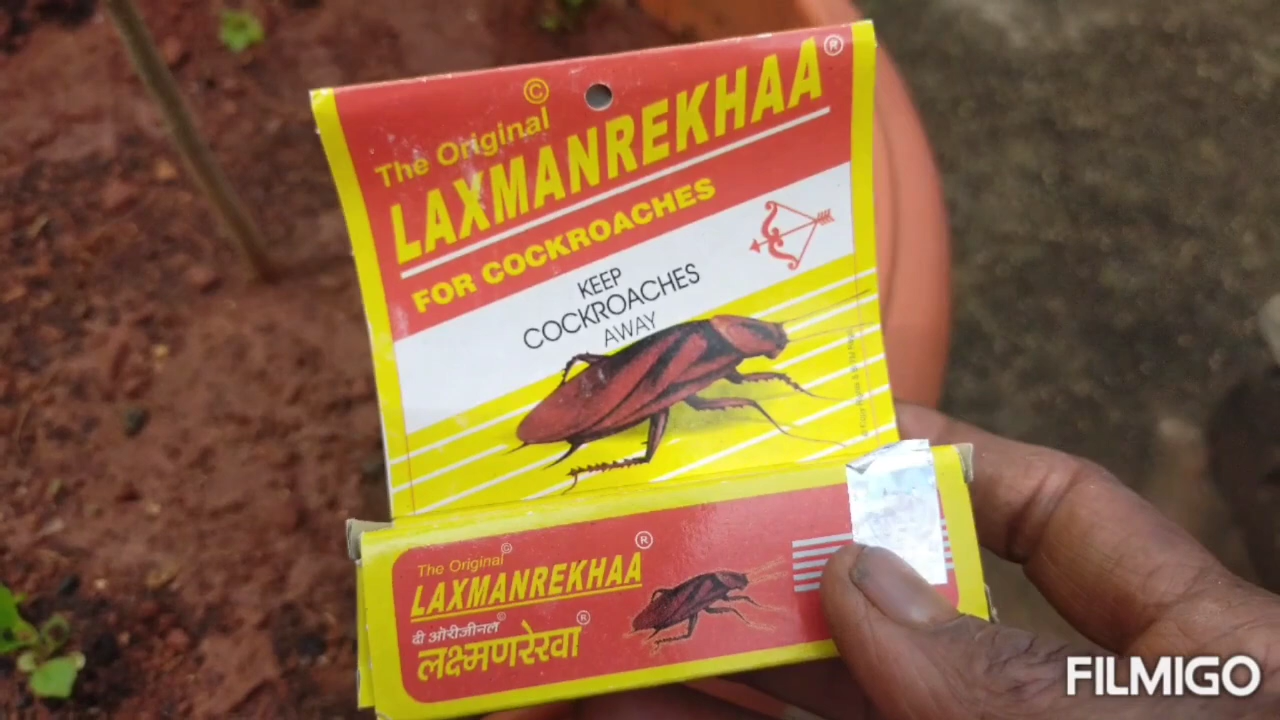 The Original ©
LAXMANREKHAA ®
FOR COCKROACHES
KEEP
COCKROACHES
AWAY
The Original ©
LAXMANREKHAA ®
दी ओरीजीनल ©
लक्ष्मणरेखा ®
FILMIGO